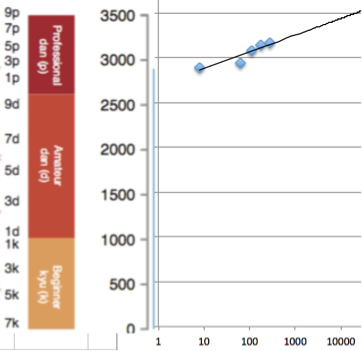 9p
7p
5p
3p
1p
9d
7d
5d
3d
1d
1k
3k
5k
7k
Professional
dan (p)
Amateur
dan (d)
Beginner
kyu (k)
3500
3000
2500
2000
1500
1000
500
0
1 10 100 1000 10000